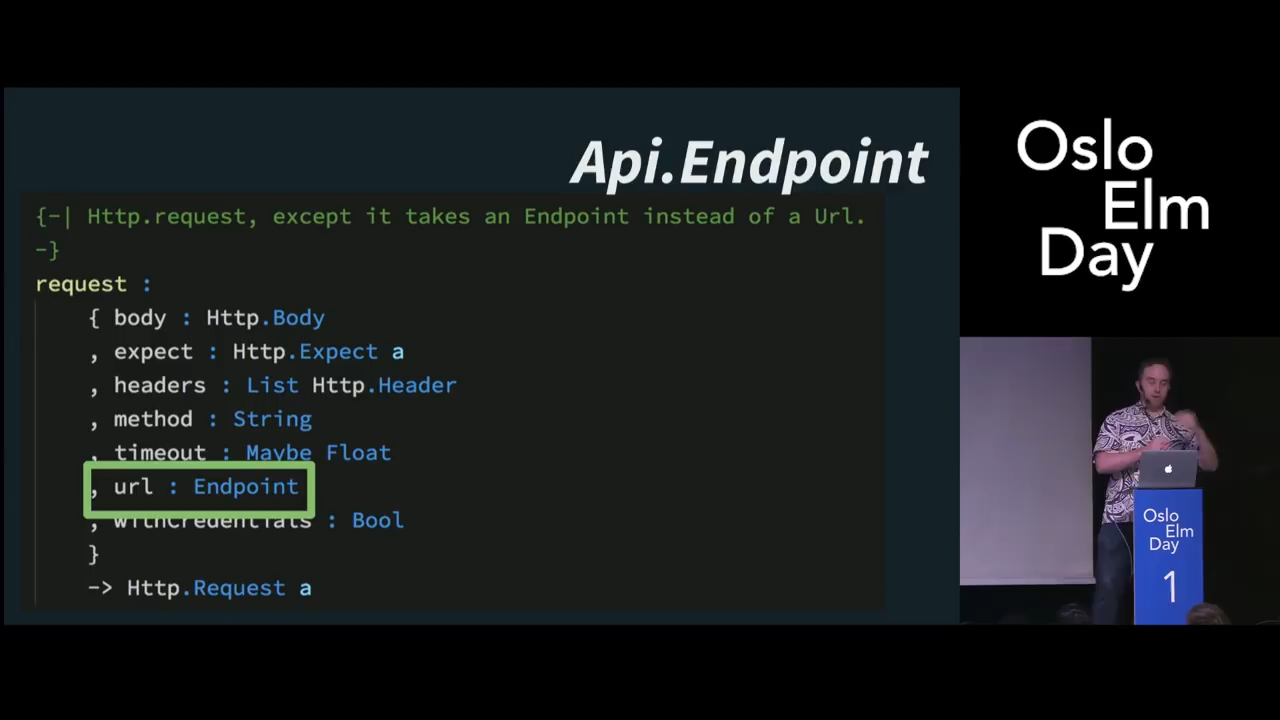 Api.Endpoint
{-| Http.request, except it takes an Endpoint instead of a Url.
-}
request :
{ body : Http.Body
, expect : Http.Expect a
, headers : List Http.Header
, method : String
, timeout : Maybe Float
, url : Endpoint
, withCredentials : Bool
}
-> Http.Request a
Oslo
Elm
Day
Oslo
Elm
Day
1